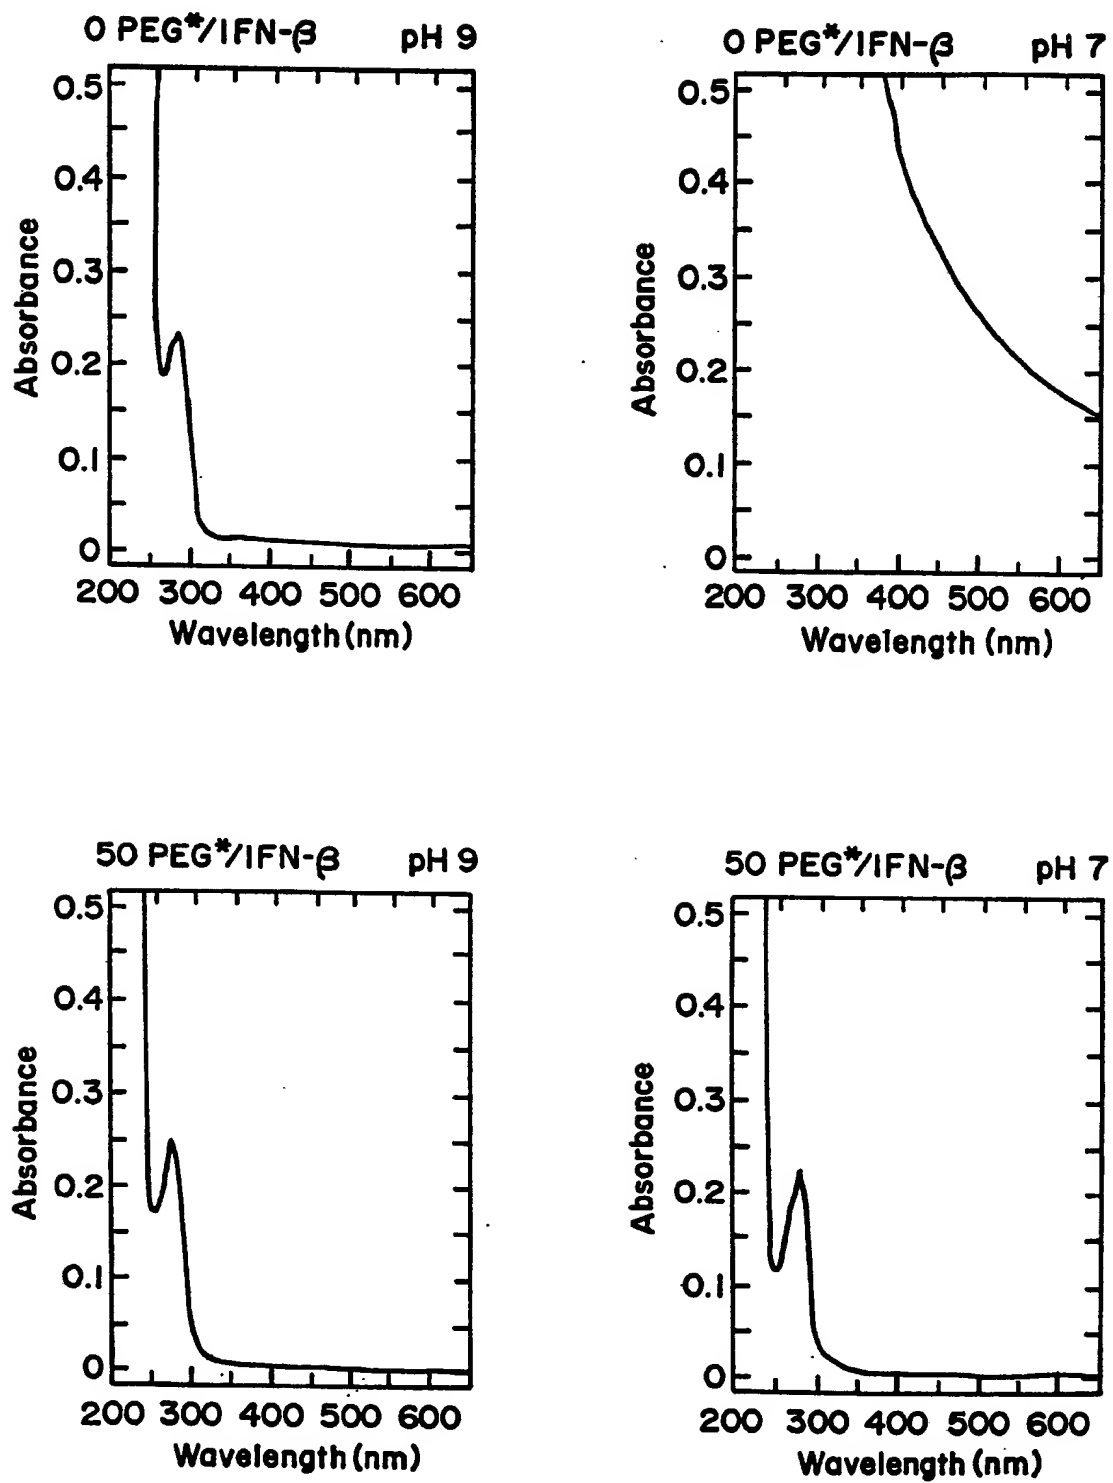 0 PEG*/IFN-β pH 9
0.5
0.4
0.3
0.2
0.1
0
Absorbance
200 300 400 500 600
Wavelength (nm)
0 PEG*/IFN-β pH 7
0.5
0.4
0.3
0.2
0.1
0
Absorbance
200 300 400 500 600
Wavelength (nm)
50 PEG*/IFN-β pH 9
0.5
0.4
0.3
0.2
0.1
0
Absorbance
200 300 400 500 600
Wavelength (nm)
50 PEG*/IFN-β pH 7
0.5
0.4
0.3
0.2
0.1
0
Absorbance
200 300 400 500 600
Wavelength (nm)